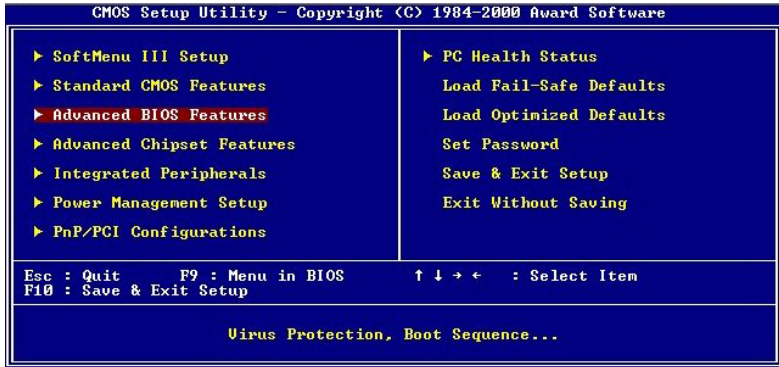 CMOS Setup Utility - Copyright (C) 1984-2000 Award Software
▶ SoftMenu III Setup
▶ Standard CMOS Features
▶ Advanced BIOS Features
▶ Advanced Chipset Features
▶ Integrated Peripherals
▶ Power Management Setup
▶ PnP/PCI Configurations
▶ PC Health Status
Load Fail-Safe Defaults
Load Optimized Defaults
Set Password
Save & Exit Setup
Exit Without Saving
Esc : Quit F9 : Menu in BIOS ↑ ↓ → ← : Select Item
F10 : Save & Exit Setup
Virus Protection, Boot Sequence...